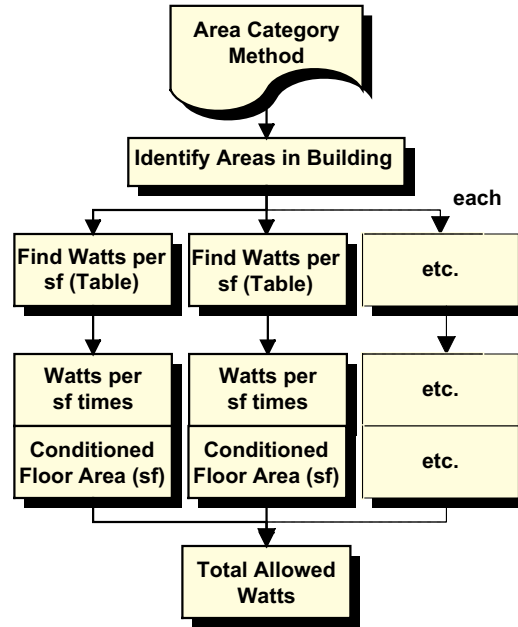 Area Category
Method
Identify Areas in Building
each
Find Watts per
sf (Table)
Find Watts per
sf (Table)
etc.
Watts per
sf times
Watts per
sf times
etc.
Conditioned
Floor Area (sf)
Conditioned
Floor Area (sf)
etc.
Total Allowed
Watts